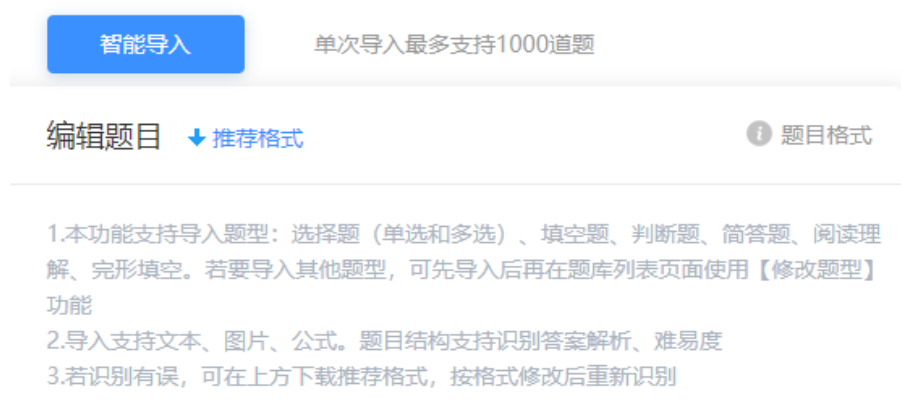 智能导入 单次导入最多支持1000道题
编辑题目 推荐格式 题目格式
1.本功能支持导入题型：选择题（单选和多选）、填空题、判断题、简答题、阅读理
解、完形填空。若要导入其他题型，可先导入后再在题库列表页面使用【修改题型】
功能
2.导入支持文本、图片、公式。题目结构支持识别答案解析、难易度
3.若识别有误，可在上方下载推荐格式，按格式修改后重新识别